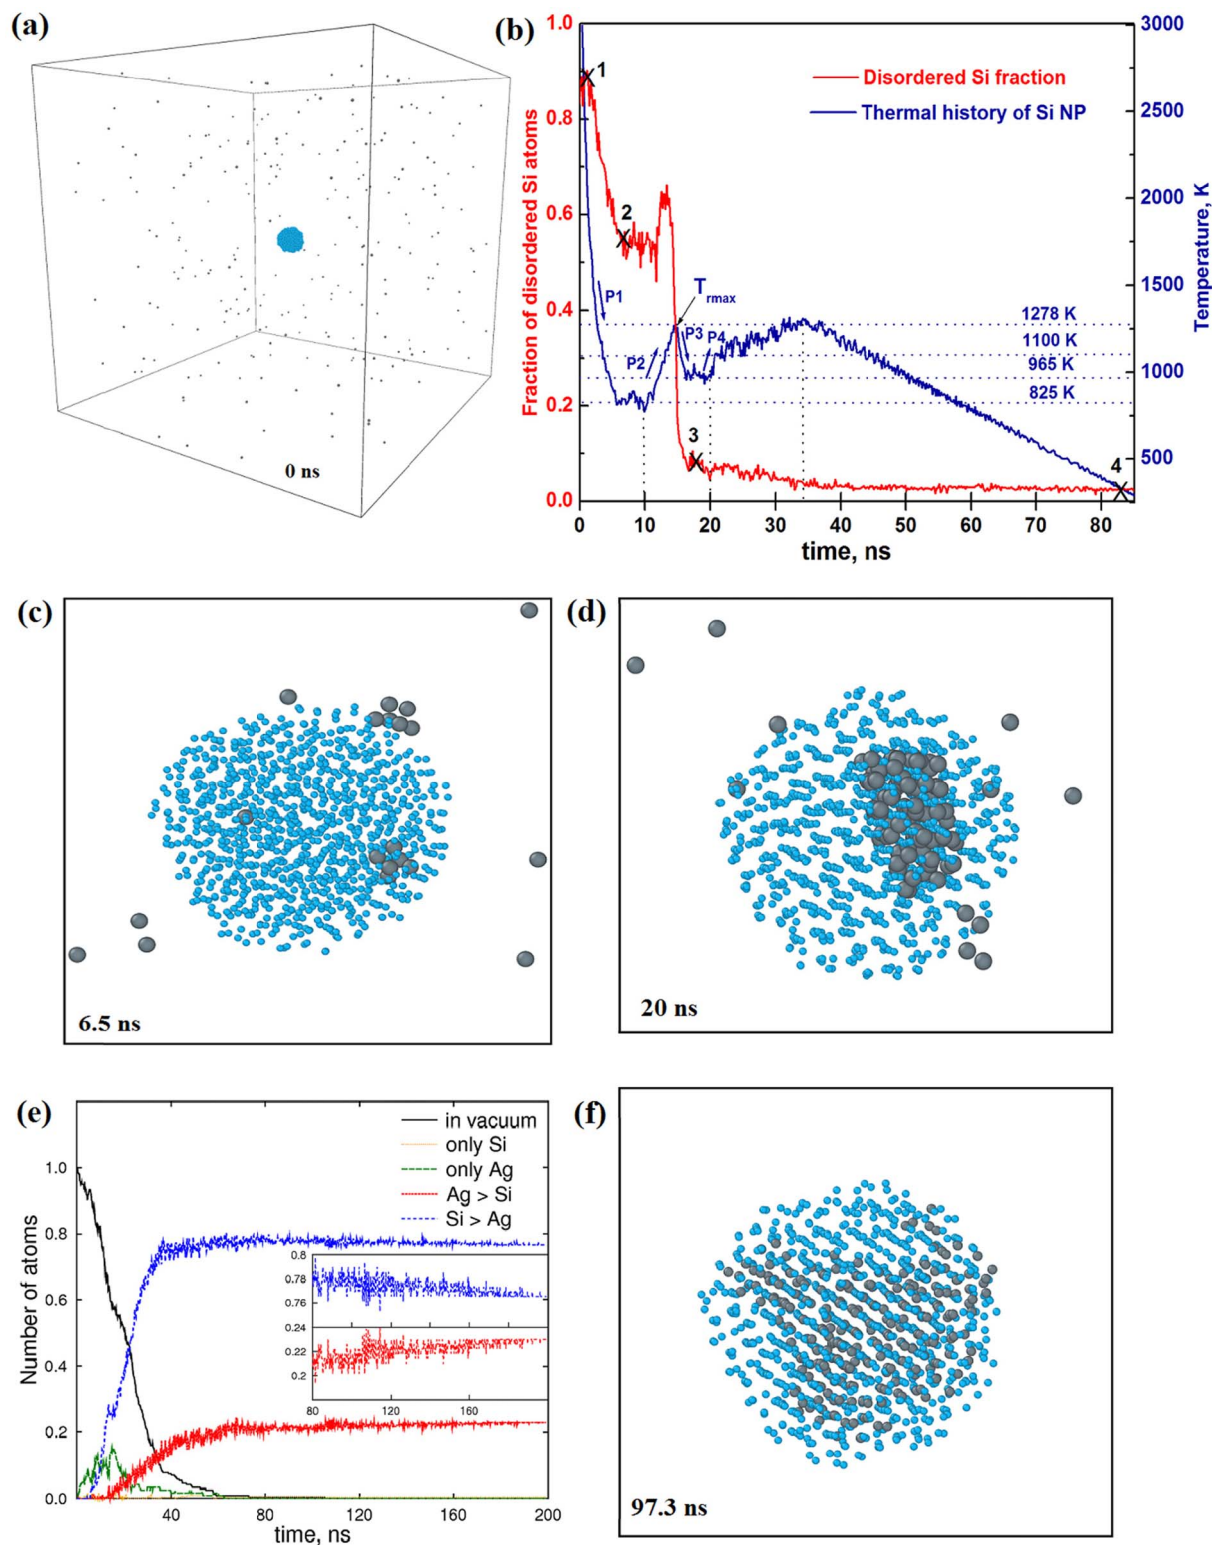 (a)
0 ns
(b)
Fraction of disordered Si atoms
1.0
0.8
0.6
0.4
0.2
0.0
0
10
20
30
40
50
60
70
80
time, ns
3000
2500
2000
1500
1000
500
Temperature, K
Disordered Si fraction
Thermal history of Si NP
1
2
3
4
P1
P2
P3
P4
Trmax
1278 K
1100 K
965 K
825 K
(c)
6.5 ns
(d)
20 ns
(e)
Number of atoms
1.0
0.8
0.6
0.4
0.2
0.0
40
80
120
160
200
time, ns
in vacuum
only Si
only Ag
Ag > Si
Si > Ag
0.8
0.78
0.76
0.24
0.22
0.2
80
120
160
(f)
97.3 ns